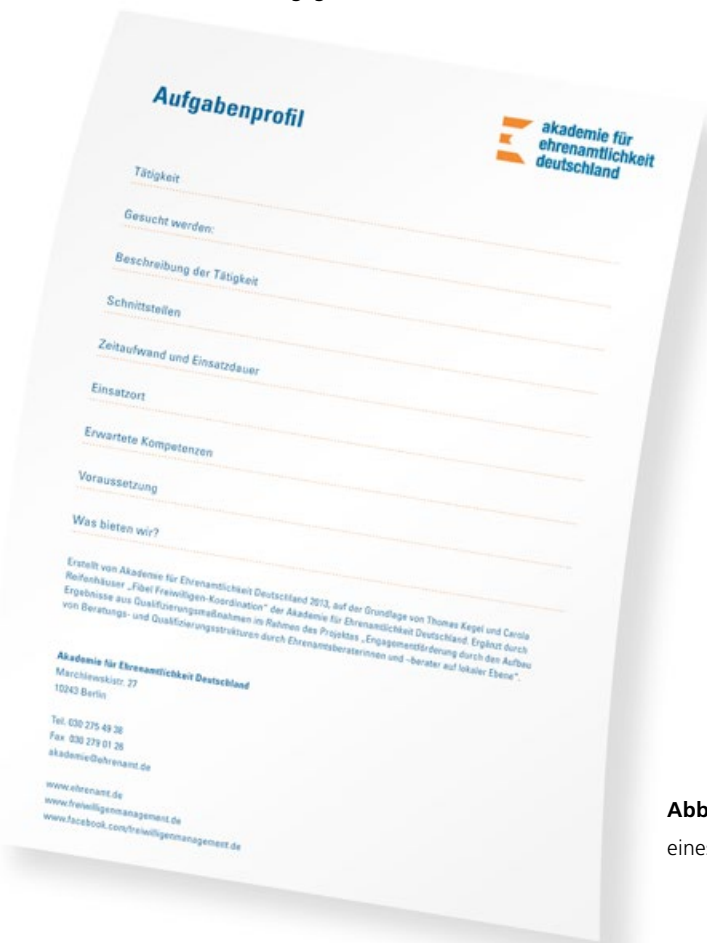 Aufgabenprofil
akademie für
ehrenamtlichkeit
deutschland
Tätigkeit
Gesucht werden:
Beschreibung der Tätigkeit
Schnittstellen
Zeitaufwand und Einsatzdauer
Einsatzort
Erwartete Kompetenzen
Voraussetzung
Was bieten wir?
Erstellt von Akademie für Ehrenamtlichkeit Deutschland 2013, auf der Grundlage von Thomas Kegel und Carola
Reifenhäuser „Fibel Freiwilligen-Koordination" der Akademie für Ehrenamtlichkeit Deutschland. Ergänzt durch
Ergebnisse aus Qualifizierungsmaßnahmen im Rahmen des Projektes „Engagementförderung durch den Aufbau
von Beratungs- und Qualifizierungsstrukturen durch Ehrenamtsberaterinnen und –berater auf lokaler Ebene".
Akademie für Ehrenamtlichkeit Deutschland
Marchlewskistr. 27
10243 Berlin
Tel. 030 275 49 38
Fax 030 279 01 26
akademie@ehrenamt.de
www.ehrenamt.de
www.freiwilligenmanagement.de
www.facebook.com/freiwilligenmanagement.de
Abb
eine